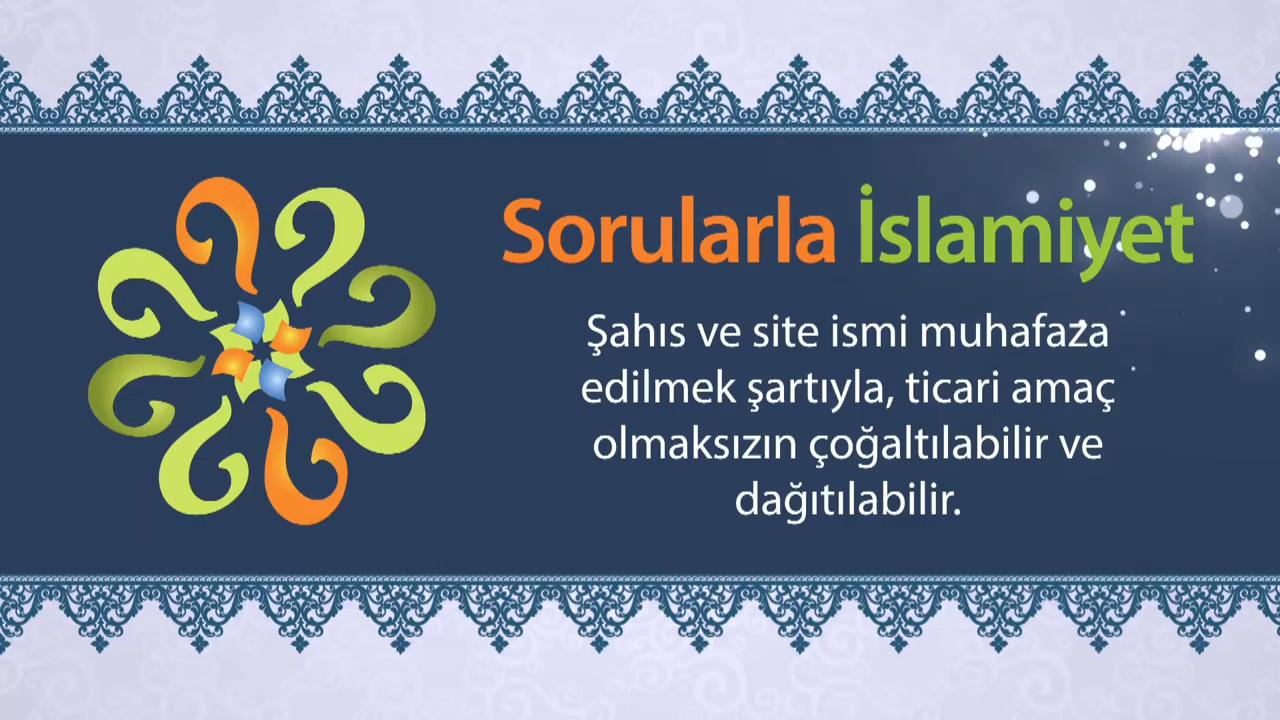 Sorularla İslamiyet
Şahıs ve site ismi muhafaza
edilmek şartıyla, ticari amaç
olmaksızın çoğaltılabilir ve
dağıtılabilir.